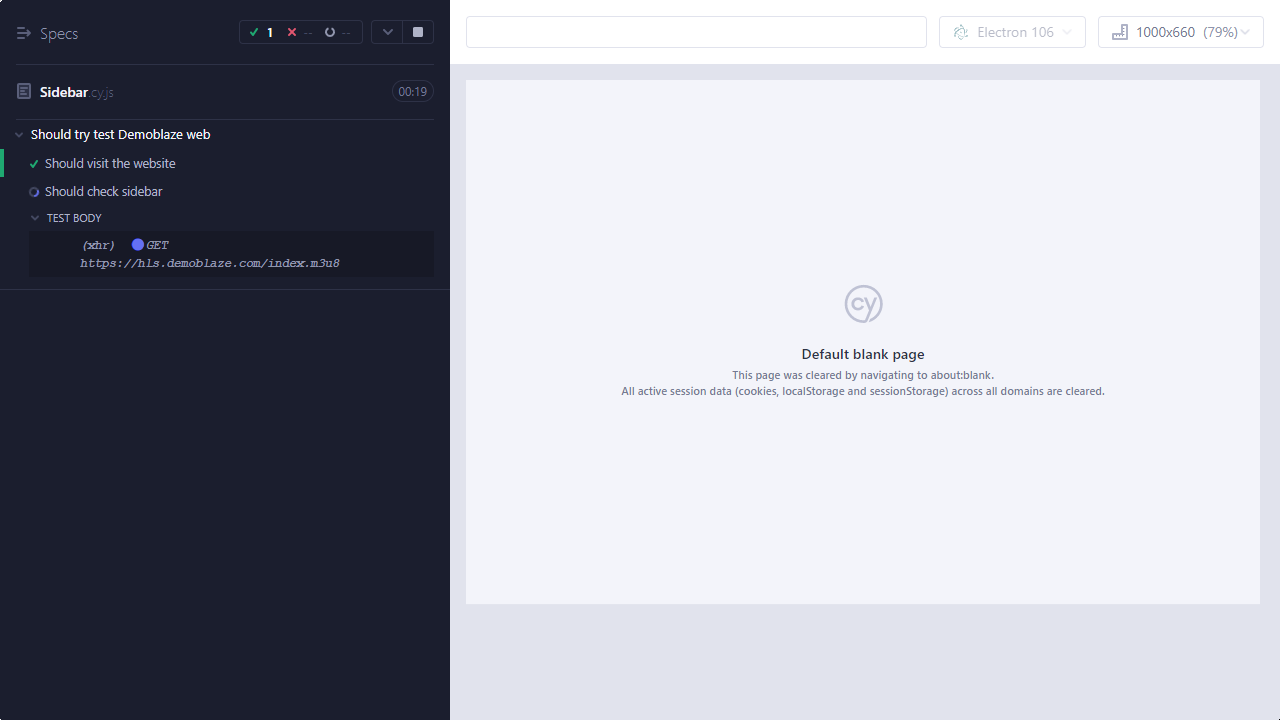 Specs
1 -- --
Sidebar.cy.js
00:19
Should try test Demoblaze web
Should visit the website
Should check sidebar
TEST BODY
(xhr) GET
https://hls.demoblaze.com/index.m3u8
Electron 106
1000x660 (79%)
cy
Default blank page
This page was cleared by navigating to about:blank.
All active session data (cookies, localStorage and sessionStorage) across all domains are cleared.